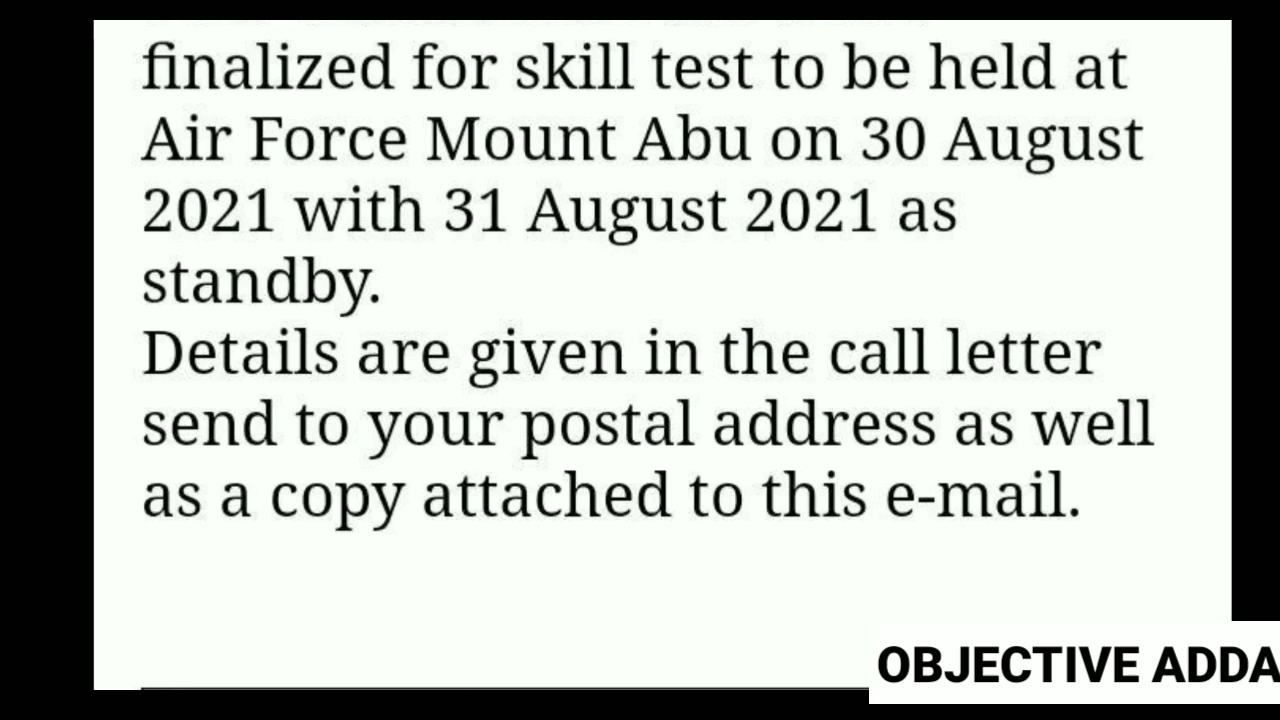 finalized for skill test to be held at
Air Force Mount Abu on 30 August
2021 with 31 August 2021 as
standby.
Details are given in the call letter
send to your postal address as well
as a copy attached to this e-mail.
OBJECTIVE ADDA